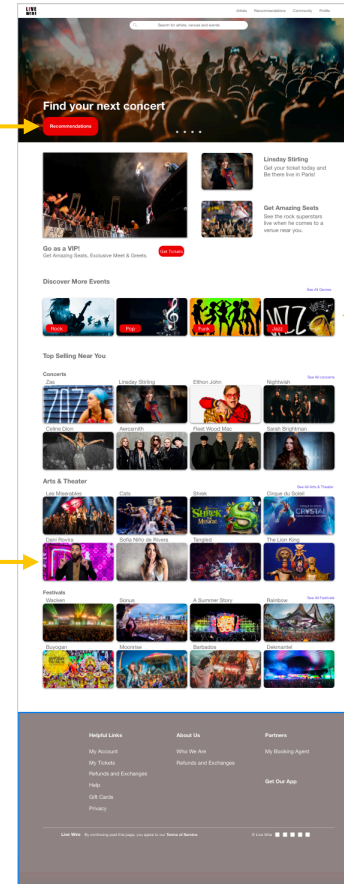 LIVE
WIRE
Artists Recommendations Community Profile
Search for artists, venues and events
Find your next concert
Recommendations
Linsday Stirling
Get your ticket today and
Be there live in Paris!
Get Amazing Seats
See the rock superstars
live when he comes to a
venue near you.
Go as a VIP!
Get Amazing Seats, Exclusive Meet & Greets.
Get Tickets
Discover More Events
See All Genres
Rock Pop Funk Jazz
JAZZ
Top Selling Near You
Concerts
See All concerts
Zas Linsday Stirling Elthon John Nightwish
Celine Dion Aerosmith Fleet Wood Mac Sarah Brightman
Arts & Theater
See All Arts & Theater
Les Miserables Cats Shrek Cirque du Soleil
SHREK
CRYSTAL
Dani Rovira Sofia Niño de Rivera Tangled The Lion King
Festivals
See All Festivals
Wacken Sonus A Summer Story Rainbow
Buyogan Moonrise Barbados Dekmantel
Helpful Links About Us Partners
My Account Who We Are My Booking Agent
My Tickets Refunds and Exchanges
Refunds and Exchanges
Help Get Our App
Gift Cards
Privacy
Live Wire By continuing past this page, you agree to our Terms of Service
© Live Wire